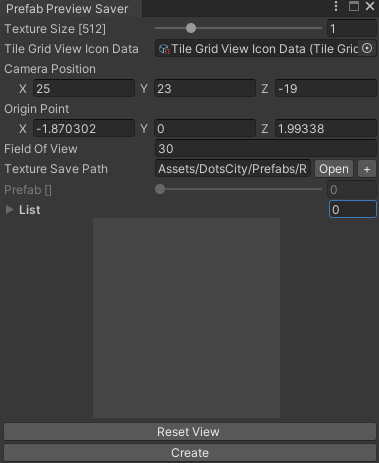 Prefab Preview Saver
Texture Size [512] 1
Tile Grid View Icon Data Tile Grid View Icon Data (Tile Grid
Camera Position
X 25 Y 23 Z -19
Origin Point
X -1.870302 Y 0 Z 1.99338
Field Of View 30
Texture Save Path Assets/DotsCity/Prefabs/R Open +
Prefab [] 0
List 0
Reset View
Create